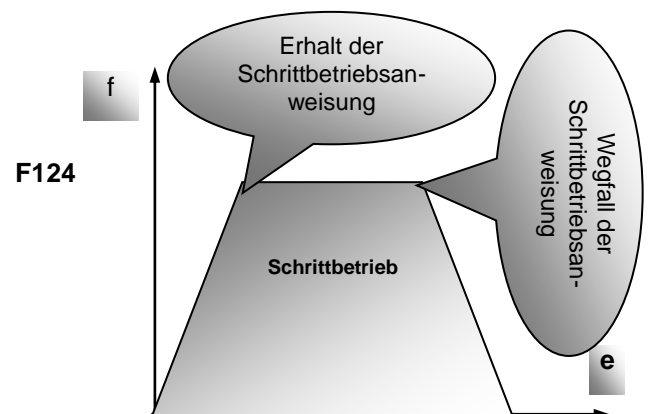 Erhalt der
Schrittbetriebsan-
weisung
f
F124
Wegfall der
Schrittbetriebsan-
weisung
Schrittbetrieb
e